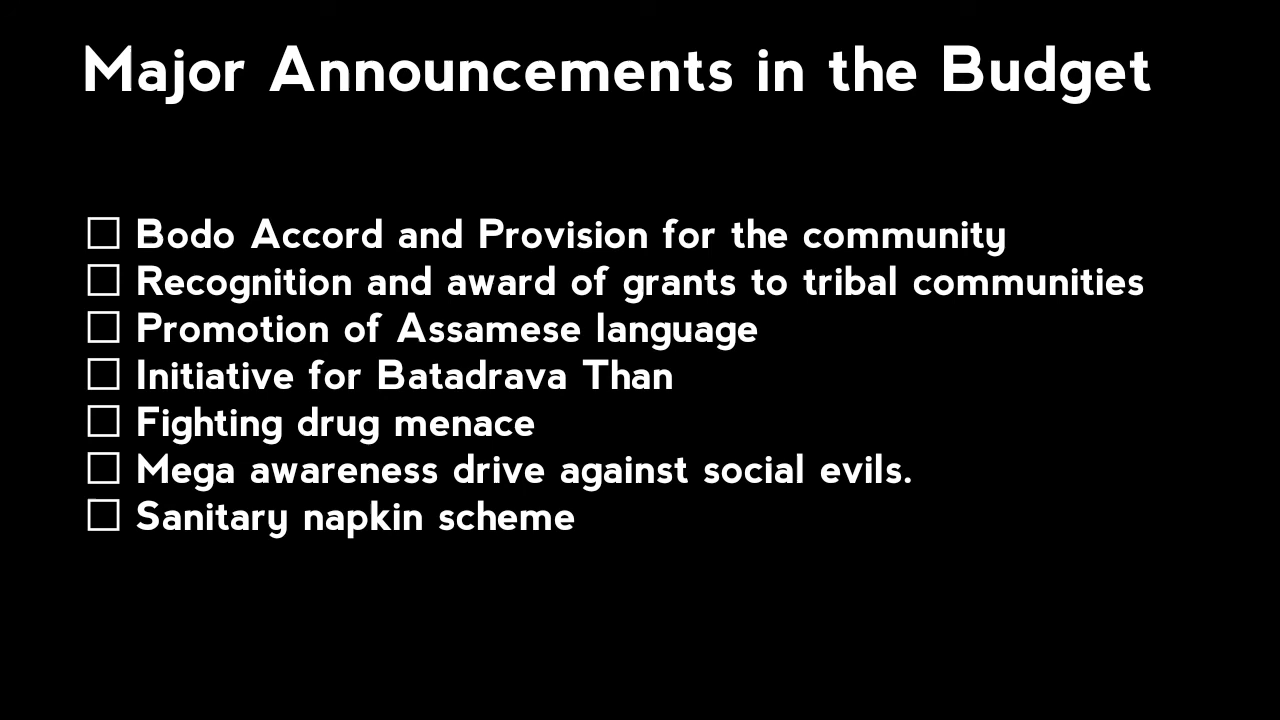 Major Announcements in the Budget
☐ Bodo Accord and Provision for the community
☐ Recognition and award of grants to tribal communities
☐ Promotion of Assamese language
☐ Initiative for Batadrava Than
☐ Fighting drug menace
☐ Mega awareness drive against social evils.
☐ Sanitary napkin scheme